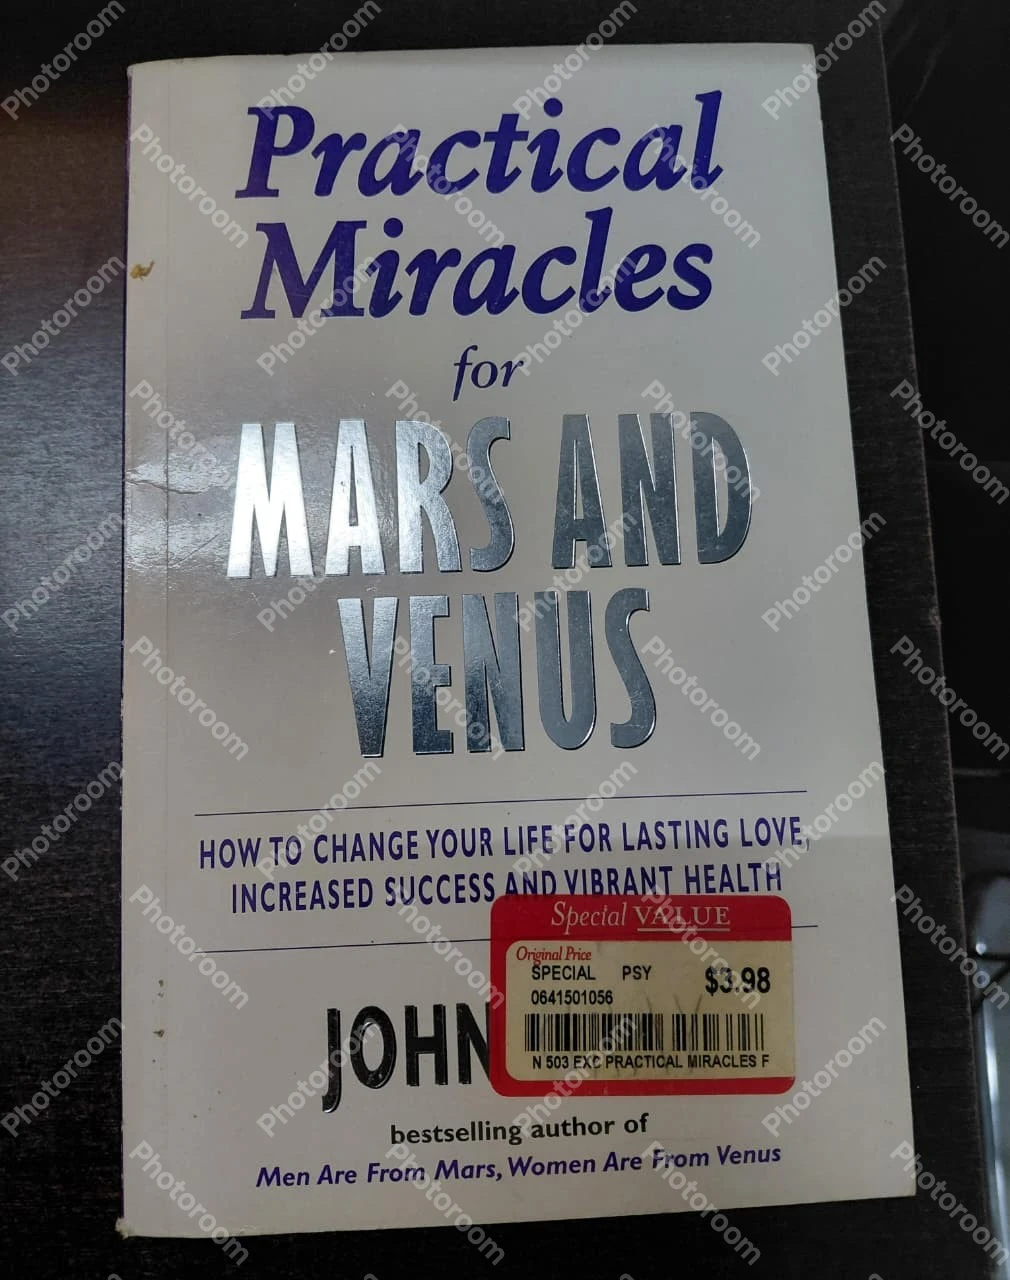 Practical
Miracles
for
MARS AND
VENUS
HOW TO CHANGE YOUR LIFE FOR LASTING LOVE,
INCREASED SUCCESS AND VIBRANT HEALTH
Special VALUE
Original Price
SPECIAL PSY $3.98
0641501056
N 503 EXC PRACTICAL MIRACLES F
JOHN
bestselling author of
Men Are From Mars, Women Are From Venus
Photoroom